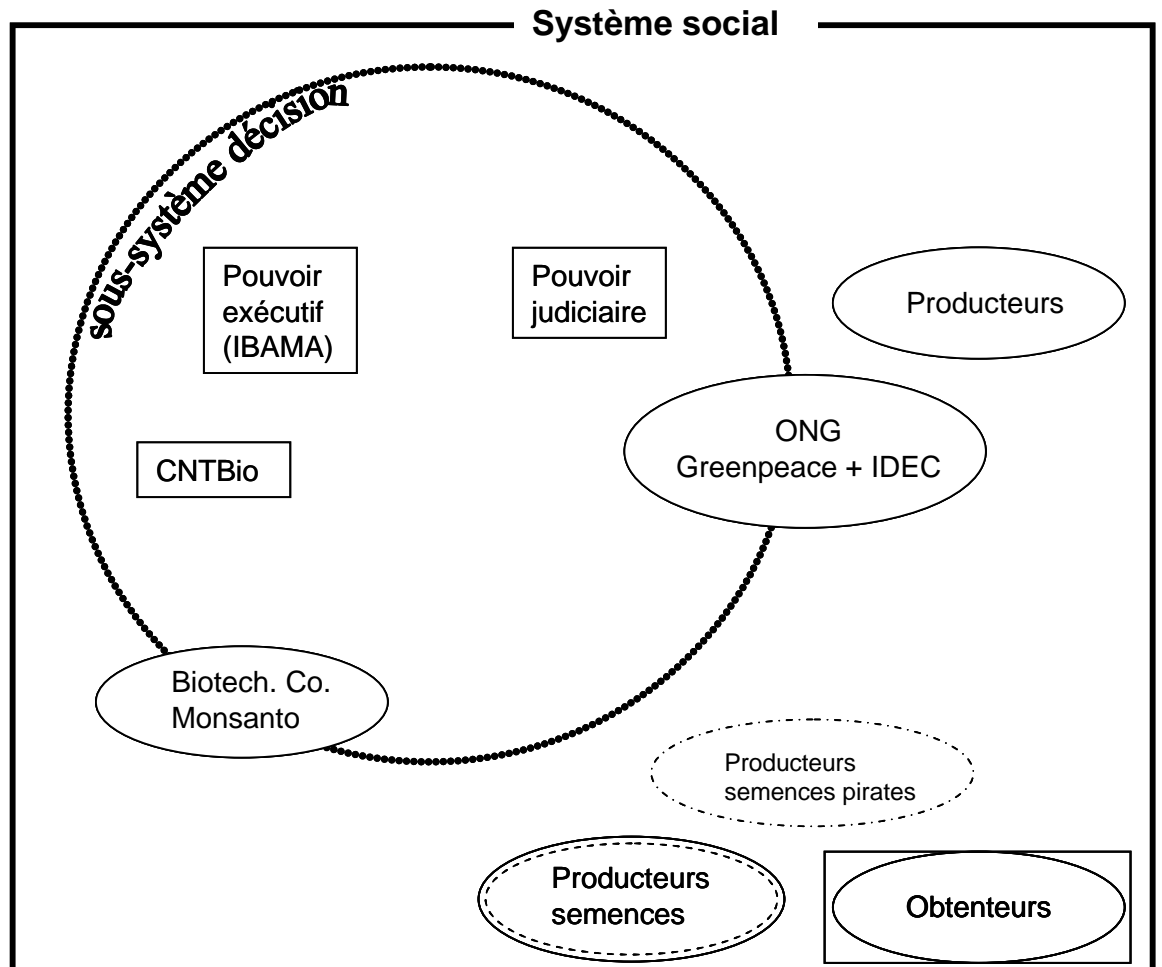 Système social
sous-système décision
Pouvoir
exécutif
(IBAMA)
Pouvoir
judiciaire
Producteurs
ONG
Greenpeace + IDEC
CNTBio
Biotech. Co.
Monsanto
Producteurs
semences pirates
Producteurs
semences
Obtenteurs